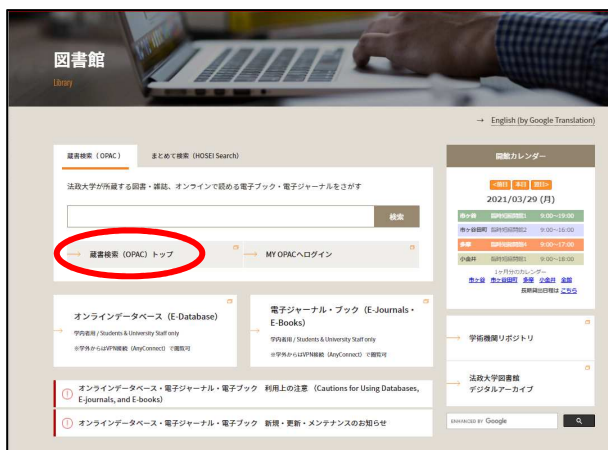 図書館
Library
→ English (by Google Translation)
蔵書検索（OPAC）
まとめて検索（HOSEI Search）
法政大学が所蔵する図書・雑誌、オンラインで読める電子ブック・電子ジャーナルをさがす
検索
→ 蔵書検索（OPAC）トップ
→ MY OPACへログイン
オンラインデータベース（E-Database）
学内者用 / Students & University Staff only
※学外からはVPN接続（AnyConnect）で閲覧可
電子ジャーナル・ブック（E-Journals・
E-Books）
学内者用 / Students & University Staff only
※学外からはVPN接続（AnyConnect）で閲覧可
オンラインデータベース・電子ジャーナル・電子ブック　利用上の注意（Cautions for Using Databases,
E-journals, and E-books）
オンラインデータベース・電子ジャーナル・電子ブック　新規・更新・メンテナンスのお知らせ
開館カレンダー
<前日 本日 翌日>
2021/03/29 (月)
市ヶ谷 臨時短縮開館1 9:00～19:00
市ヶ谷田町 臨時短縮開館2 9:00～16:00
多摩 臨時短縮開館4 9:00～17:00
小金井 臨時短縮開館1 9:00～18:00
1ヶ月分のカレンダー
市ヶ谷 市ヶ谷田町 多摩 小金井 全館
長期貸出日程は こちら
→ 学術機関リポジトリ
→ 法政大学図書館
デジタルアーカイブ
ENHANCED BY Google